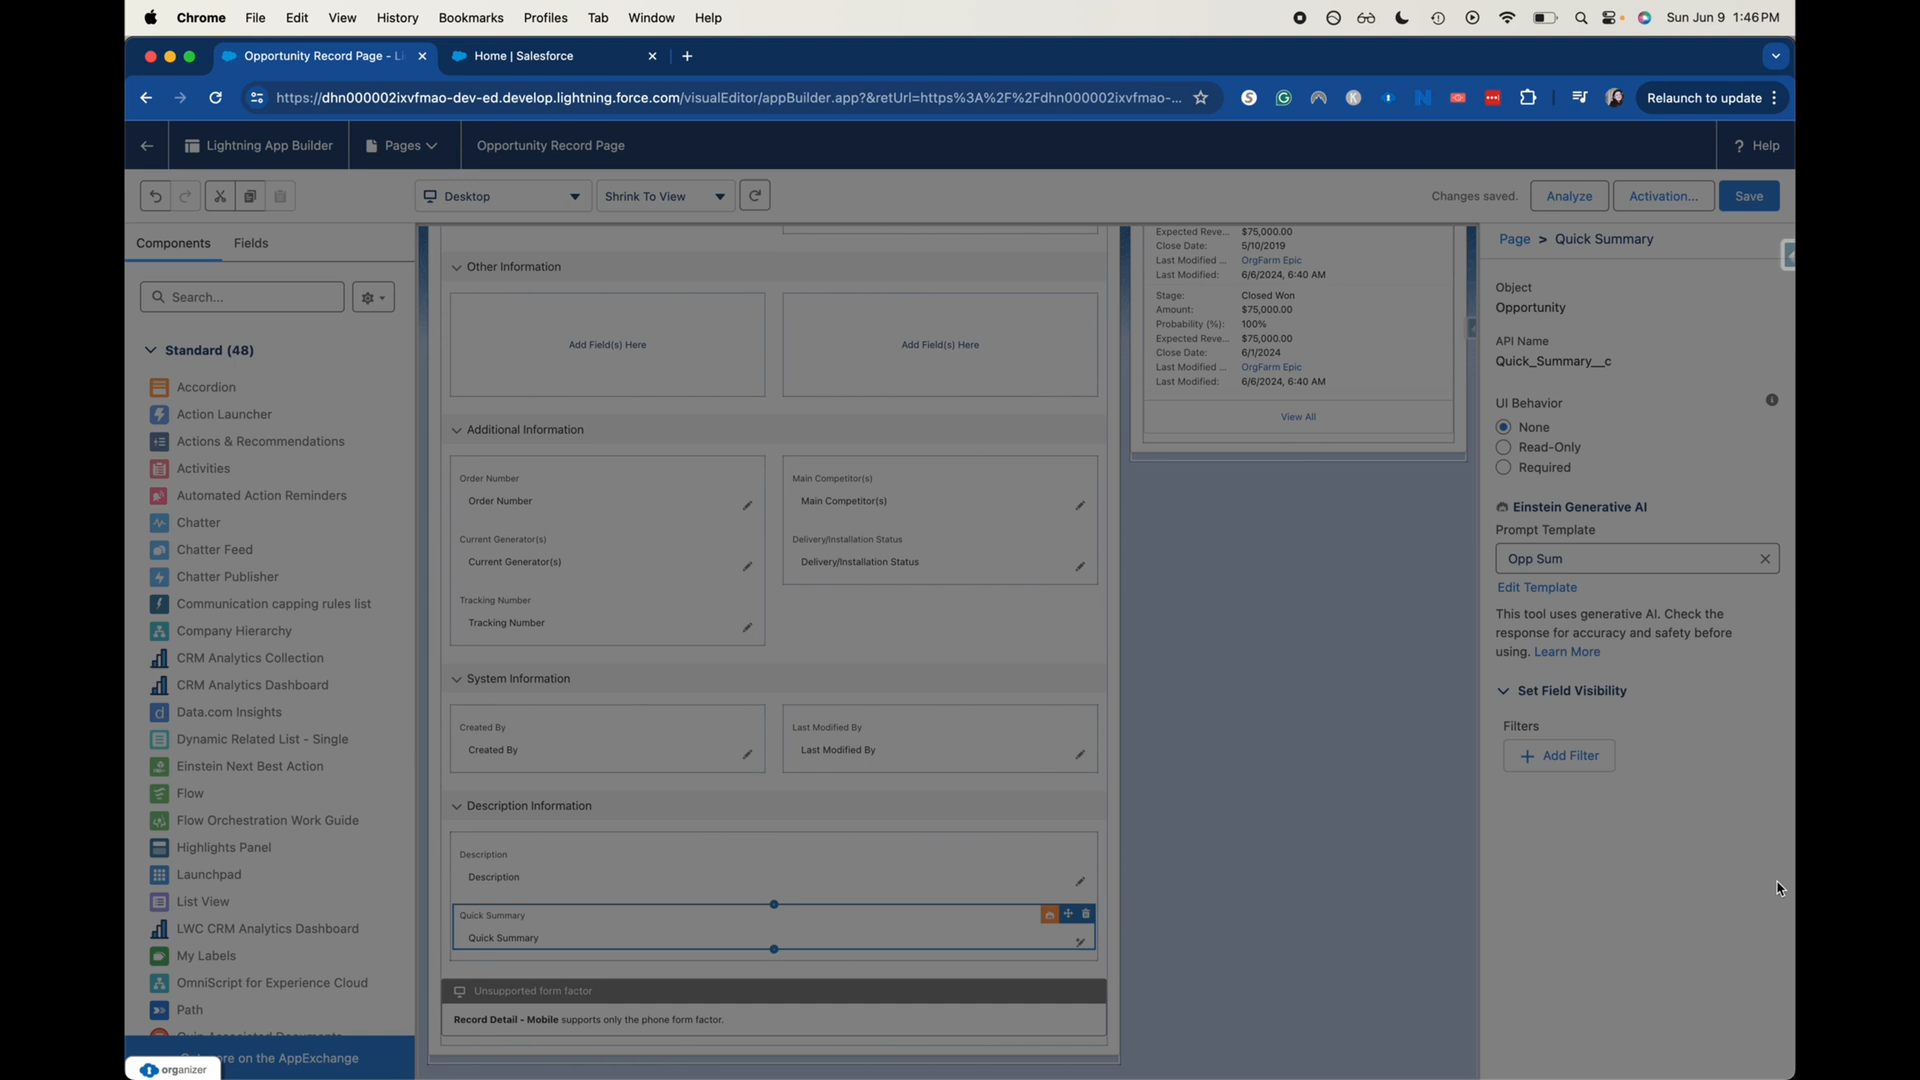 Chrome File Edit View History Bookmarks Profiles Tab Window Help
Sun Jun 9 1:46 PM
Opportunity Record Page - Li
Home | Salesforce
https://dhn000002ixvfmao-dev-ed.develop.lightning.force.com/visualEditor/appBuilder.app?&retUrl=https%3A%2F%2Fdhn000002ixvfmao-...
Relaunch to update
Lightning App Builder
Pages
Opportunity Record Page
? Help
Desktop
Shrink To View
Changes saved.
Analyze
Activation...
Save
Components
Fields
Search...
Standard (48)
Accordion
Action Launcher
Actions & Recommendations
Activities
Automated Action Reminders
Chatter
Chatter Feed
Chatter Publisher
Communication capping rules list
Company Hierarchy
CRM Analytics Collection
CRM Analytics Dashboard
Data.com Insights
Dynamic Related List - Single
Einstein Next Best Action
Flow
Flow Orchestration Work Guide
Highlights Panel
Launchpad
List View
LWC CRM Analytics Dashboard
My Labels
OmniScript for Experience Cloud
Path
re on the AppExchange
organizer
Other Information
Add Field(s) Here
Add Field(s) Here
Additional Information
Order Number
Order Number
Current Generator(s)
Current Generator(s)
Tracking Number
Tracking Number
Main Competitor(s)
Main Competitor(s)
Delivery/Installation Status
Delivery/Installation Status
System Information
Created By
Created By
Last Modified By
Last Modified By
Description Information
Description
Description
Quick Summary
Quick Summary
Unsupported form factor
Record Detail - Mobile supports only the phone form factor.
Expected Reve... $75,000.00
Close Date: 5/10/2019
Last Modified ... OrgFarm Epic
Last Modified: 6/6/2024, 6:40 AM
Stage: Closed Won
Amount: $75,000.00
Probability (%): 100%
Expected Reve... $75,000.00
Close Date: 6/1/2024
Last Modified ... OrgFarm Epic
Last Modified: 6/6/2024, 6:40 AM
View All
Page > Quick Summary
Object
Opportunity
API Name
Quick_Summary__c
UI Behavior
None
Read-Only
Required
Einstein Generative AI
Prompt Template
Opp Sum
Edit Template
This tool uses generative AI. Check the
response for accuracy and safety before
using. Learn More
Set Field Visibility
Filters
Add Filter